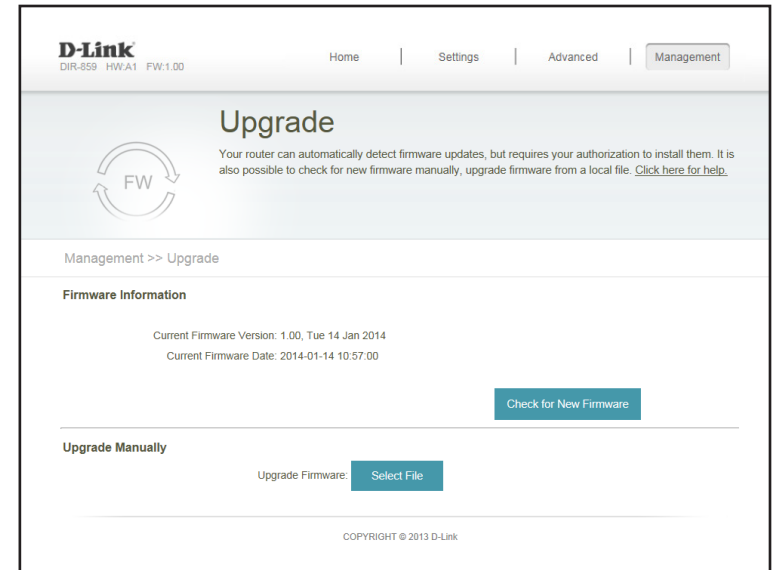 D-Link
DIR-859 HW:A1 FW:1.00
Home Settings Advanced Management
Upgrade
Your router can automatically detect firmware updates, but requires your authorization to install them. It is
also possible to check for new firmware manually, upgrade firmware from a local file. Click here for help.
FW
Management >> Upgrade
Firmware Information
Current Firmware Version: 1.00, Tue 14 Jan 2014
Current Firmware Date: 2014-01-14 10:57:00
Check for New Firmware
Upgrade Manually
Upgrade Firmware: Select File
COPYRIGHT © 2013 D-Link